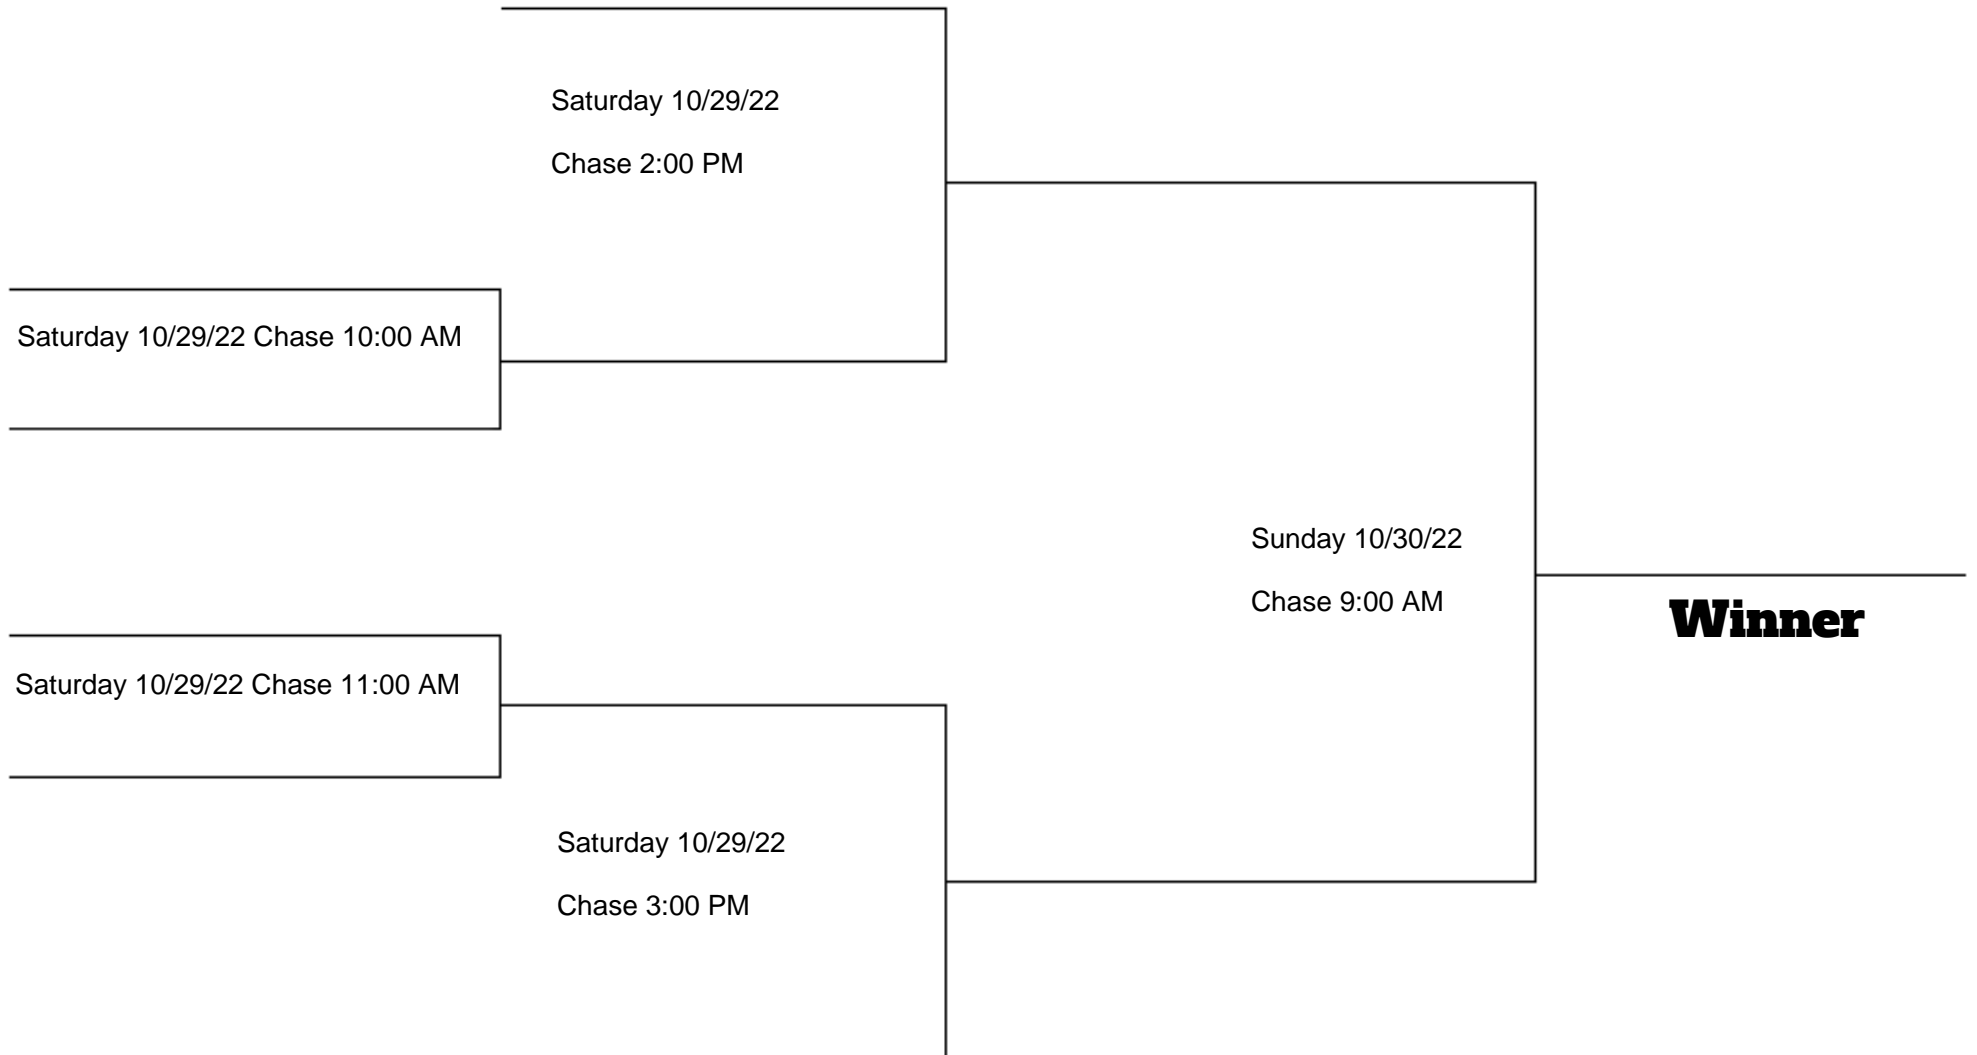 Saturday 10/29/22
Chase 2:00 PM
Saturday 10/29/22 Chase 10:00 AM
Sunday 10/30/22
Chase 9:00 AM
Winner
Saturday 10/29/22 Chase 11:00 AM
Saturday 10/29/22
Chase 3:00 PM